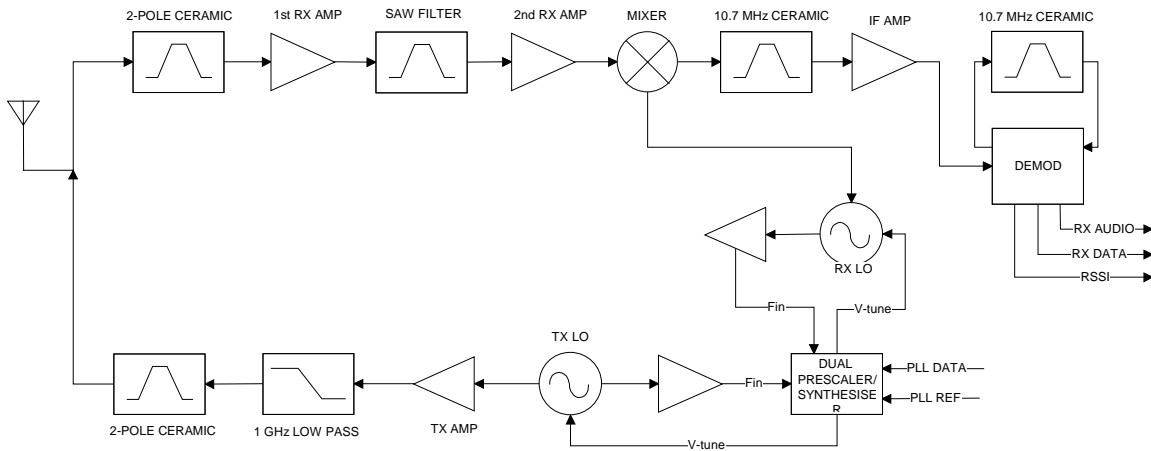 2-POLE CERAMIC
1st RX AMP
SAW FILTER
2nd RX AMP
MIXER
10.7 MHz CERAMIC
IF AMP
10.7 MHz CERAMIC
DEMOD
RX AUDIO
RX DATA
RSSI
RX LO
Fin
V-tune
TX LO
DUAL
PRESCALER/
SYNTHESISE
R
PLL DATA
PLL REF
Fin
TX AMP
2-POLE CERAMIC
1 GHz LOW PASS
V-tune